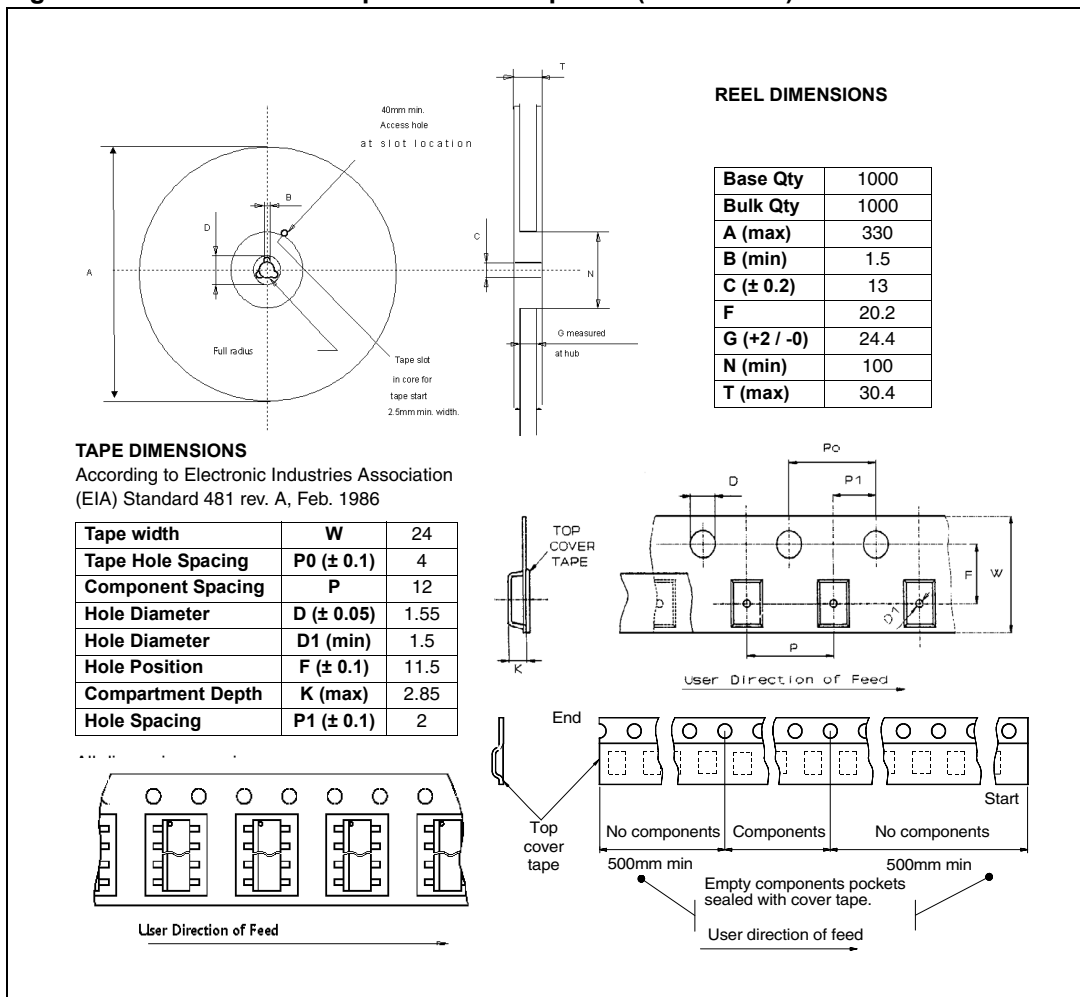 T
REEL DIMENSIONS
40mm min.
Access hole
at slot location
B
D
C
A
N
G measured
at hub
Full radius
Tape slot
in core for
tape start
2.5mm min. width.
Base Qty 1000
Bulk Qty 1000
A (max) 330
B (min) 1.5
C (± 0.2) 13
F 20.2
G (+2 / -0) 24.4
N (min) 100
T (max) 30.4
TAPE DIMENSIONS
According to Electronic Industries Association
(EIA) Standard 481 rev. A, Feb. 1986
Tape width W 24
Tape Hole Spacing P0 (± 0.1) 4
Component Spacing P 12
Hole Diameter D (± 0.05) 1.55
Hole Diameter D1 (min) 1.5
Hole Position F (± 0.1) 11.5
Compartment Depth K (max) 2.85
Hole Spacing P1 (± 0.1) 2
Po
D
P1
TOP
COVER
TAPE
F
W
K
P
User Direction of Feed
End
Start
Top
cover
tape
No components
Components
No components
500mm min
500mm min
Empty components pockets
sealed with cover tape.
User direction of feed
User Direction of Feed